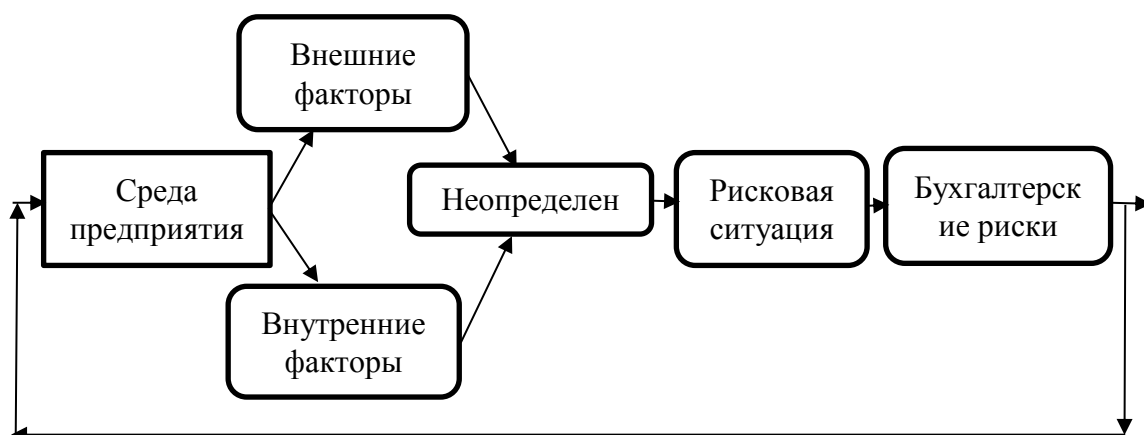 Внешние
факторы
Среда
предприятия
Неопределен
Рисковая
ситуация
Бухгалтерск
ие риски
Внутренние
факторы